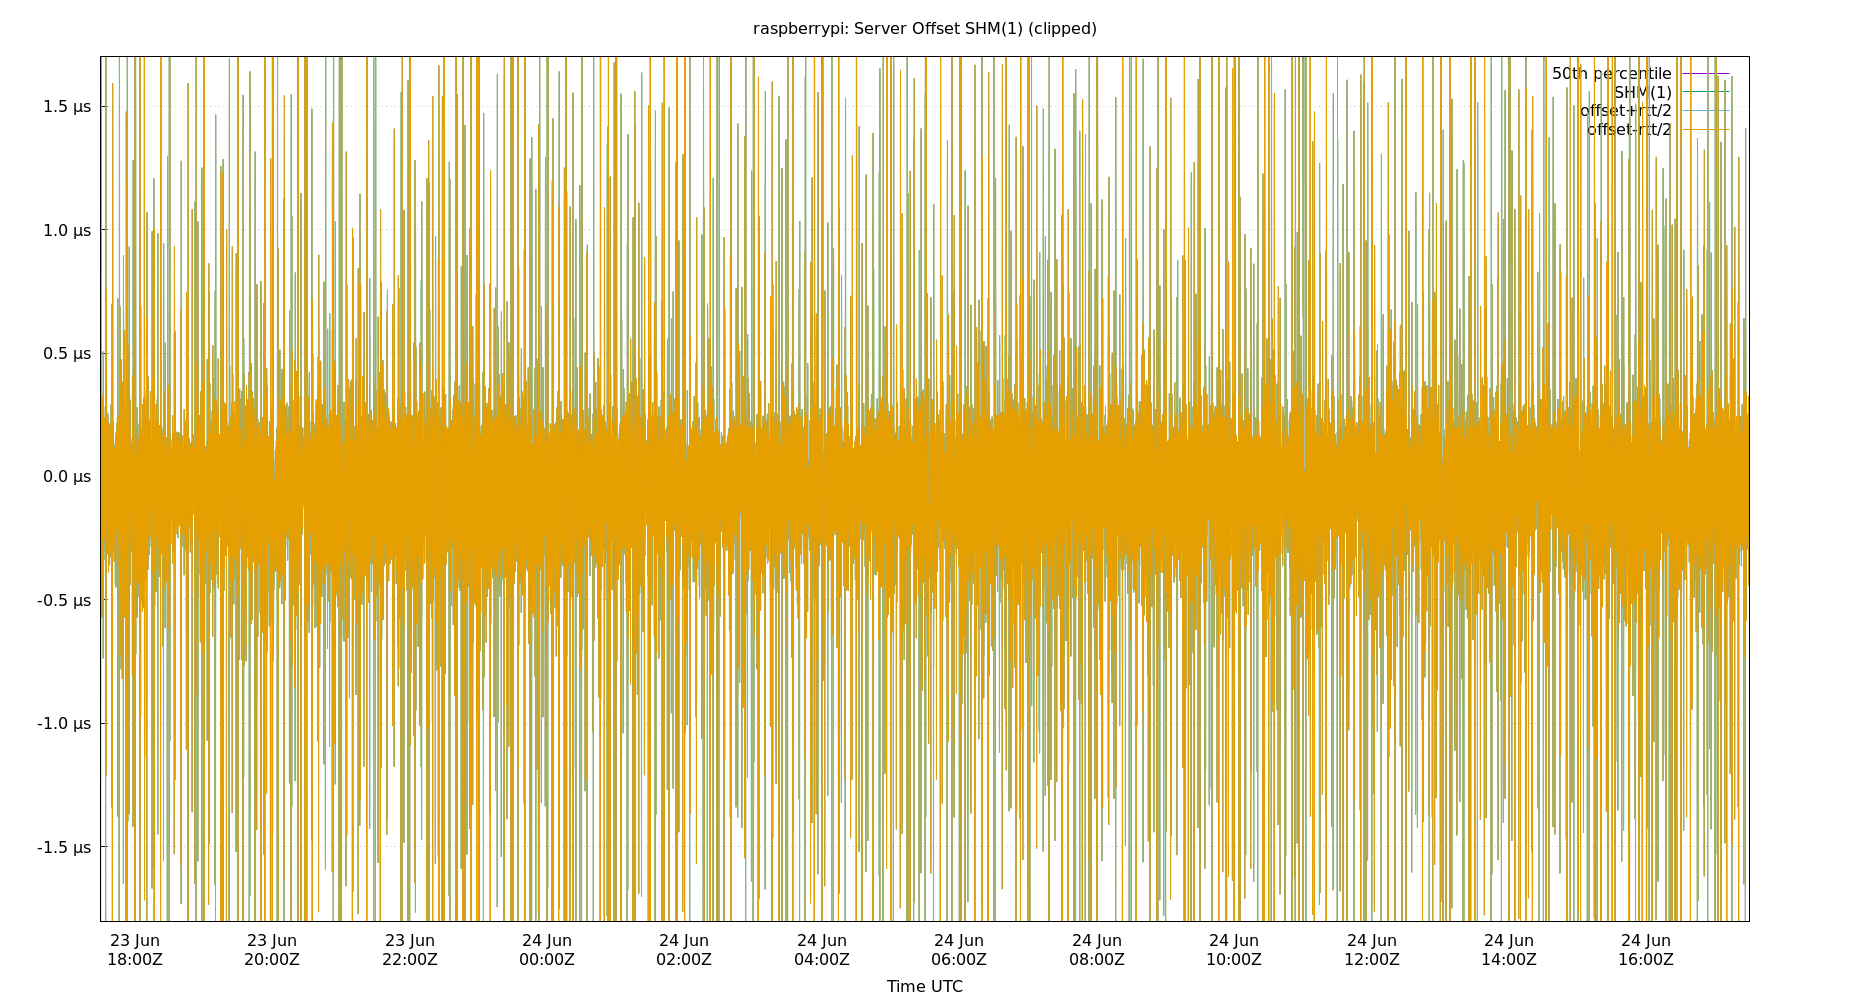 raspberrypi: Server Offset SHM(1) (clipped)
50th percentile
SHM(1)
offset+rtt/2
offset-rtt/2
1.5 µs
1.0 µs
0.5 µs
0.0 µs
-0.5 µs
-1.0 µs
-1.5 µs
23 Jun 23 Jun 23 Jun 24 Jun 24 Jun 24 Jun 24 Jun 24 Jun 24 Jun 24 Jun 24 Jun 24 Jun
18:00Z 20:00Z 22:00Z 00:00Z 02:00Z 04:00Z 06:00Z 08:00Z 10:00Z 12:00Z 14:00Z 16:00Z
Time UTC